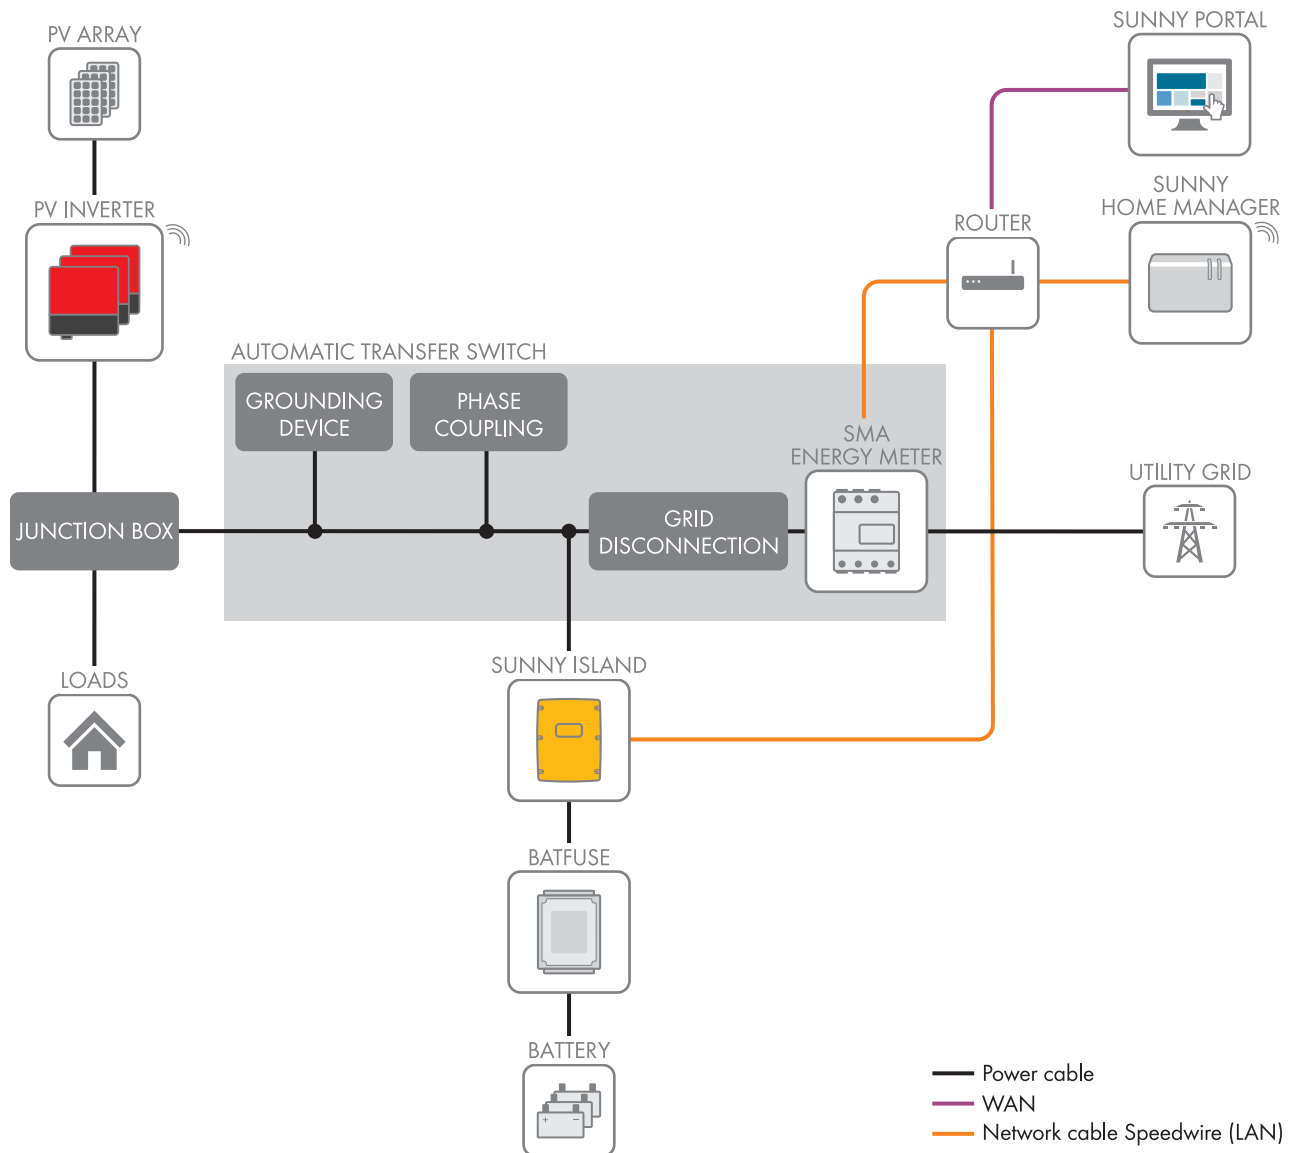 PV ARRAY
SUNNY PORTAL
PV INVERTER
SUNNY
HOME MANAGER
ROUTER
AUTOMATIC TRANSFER SWITCH
GROUNDING
DEVICE
PHASE
COUPLING
SMA
ENERGY METER
UTILITY GRID
JUNCTION BOX
GRID
DISCONNECTION
SUNNY ISLAND
LOADS
BATFUSE
BATTERY
+ −
Power cable
WAN
Network cable Speedwire (LAN)